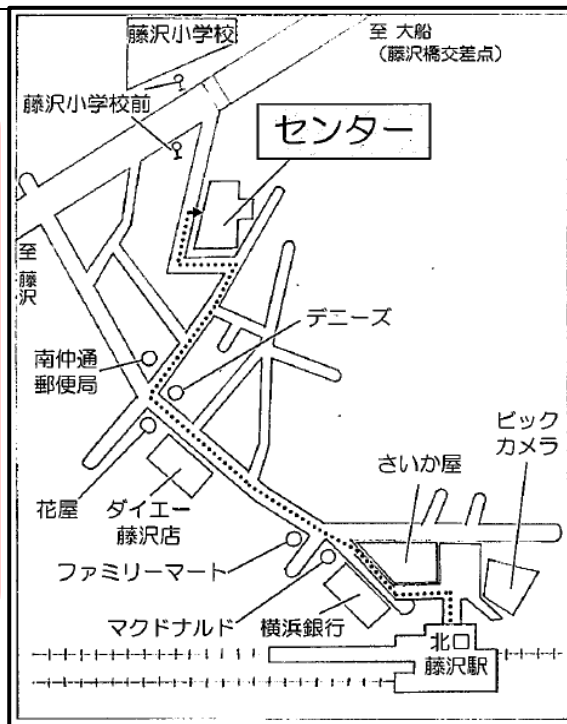 藤沢小学校
至 大船
（藤沢橋交差点）
藤沢小学校前
センター
至 藤沢
デニーズ
南仲通
郵便局
ビック
カメラ
さいか屋
花屋
ダイエー
藤沢店
ファミリーマート
マクドナルド
横浜銀行
北口
藤沢駅